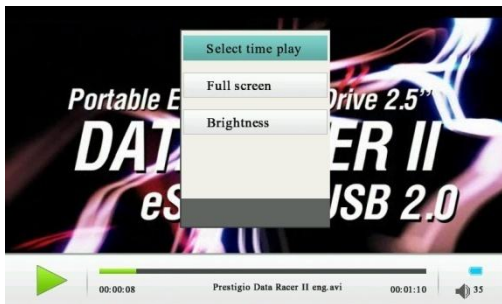 Select time play
Full screen
Brightness
Portable E Drive 2.5"
DAT ER II
eS USB 2.0
00:00:08
Prestigio Data Racer II eng.avi
00:01:10
35